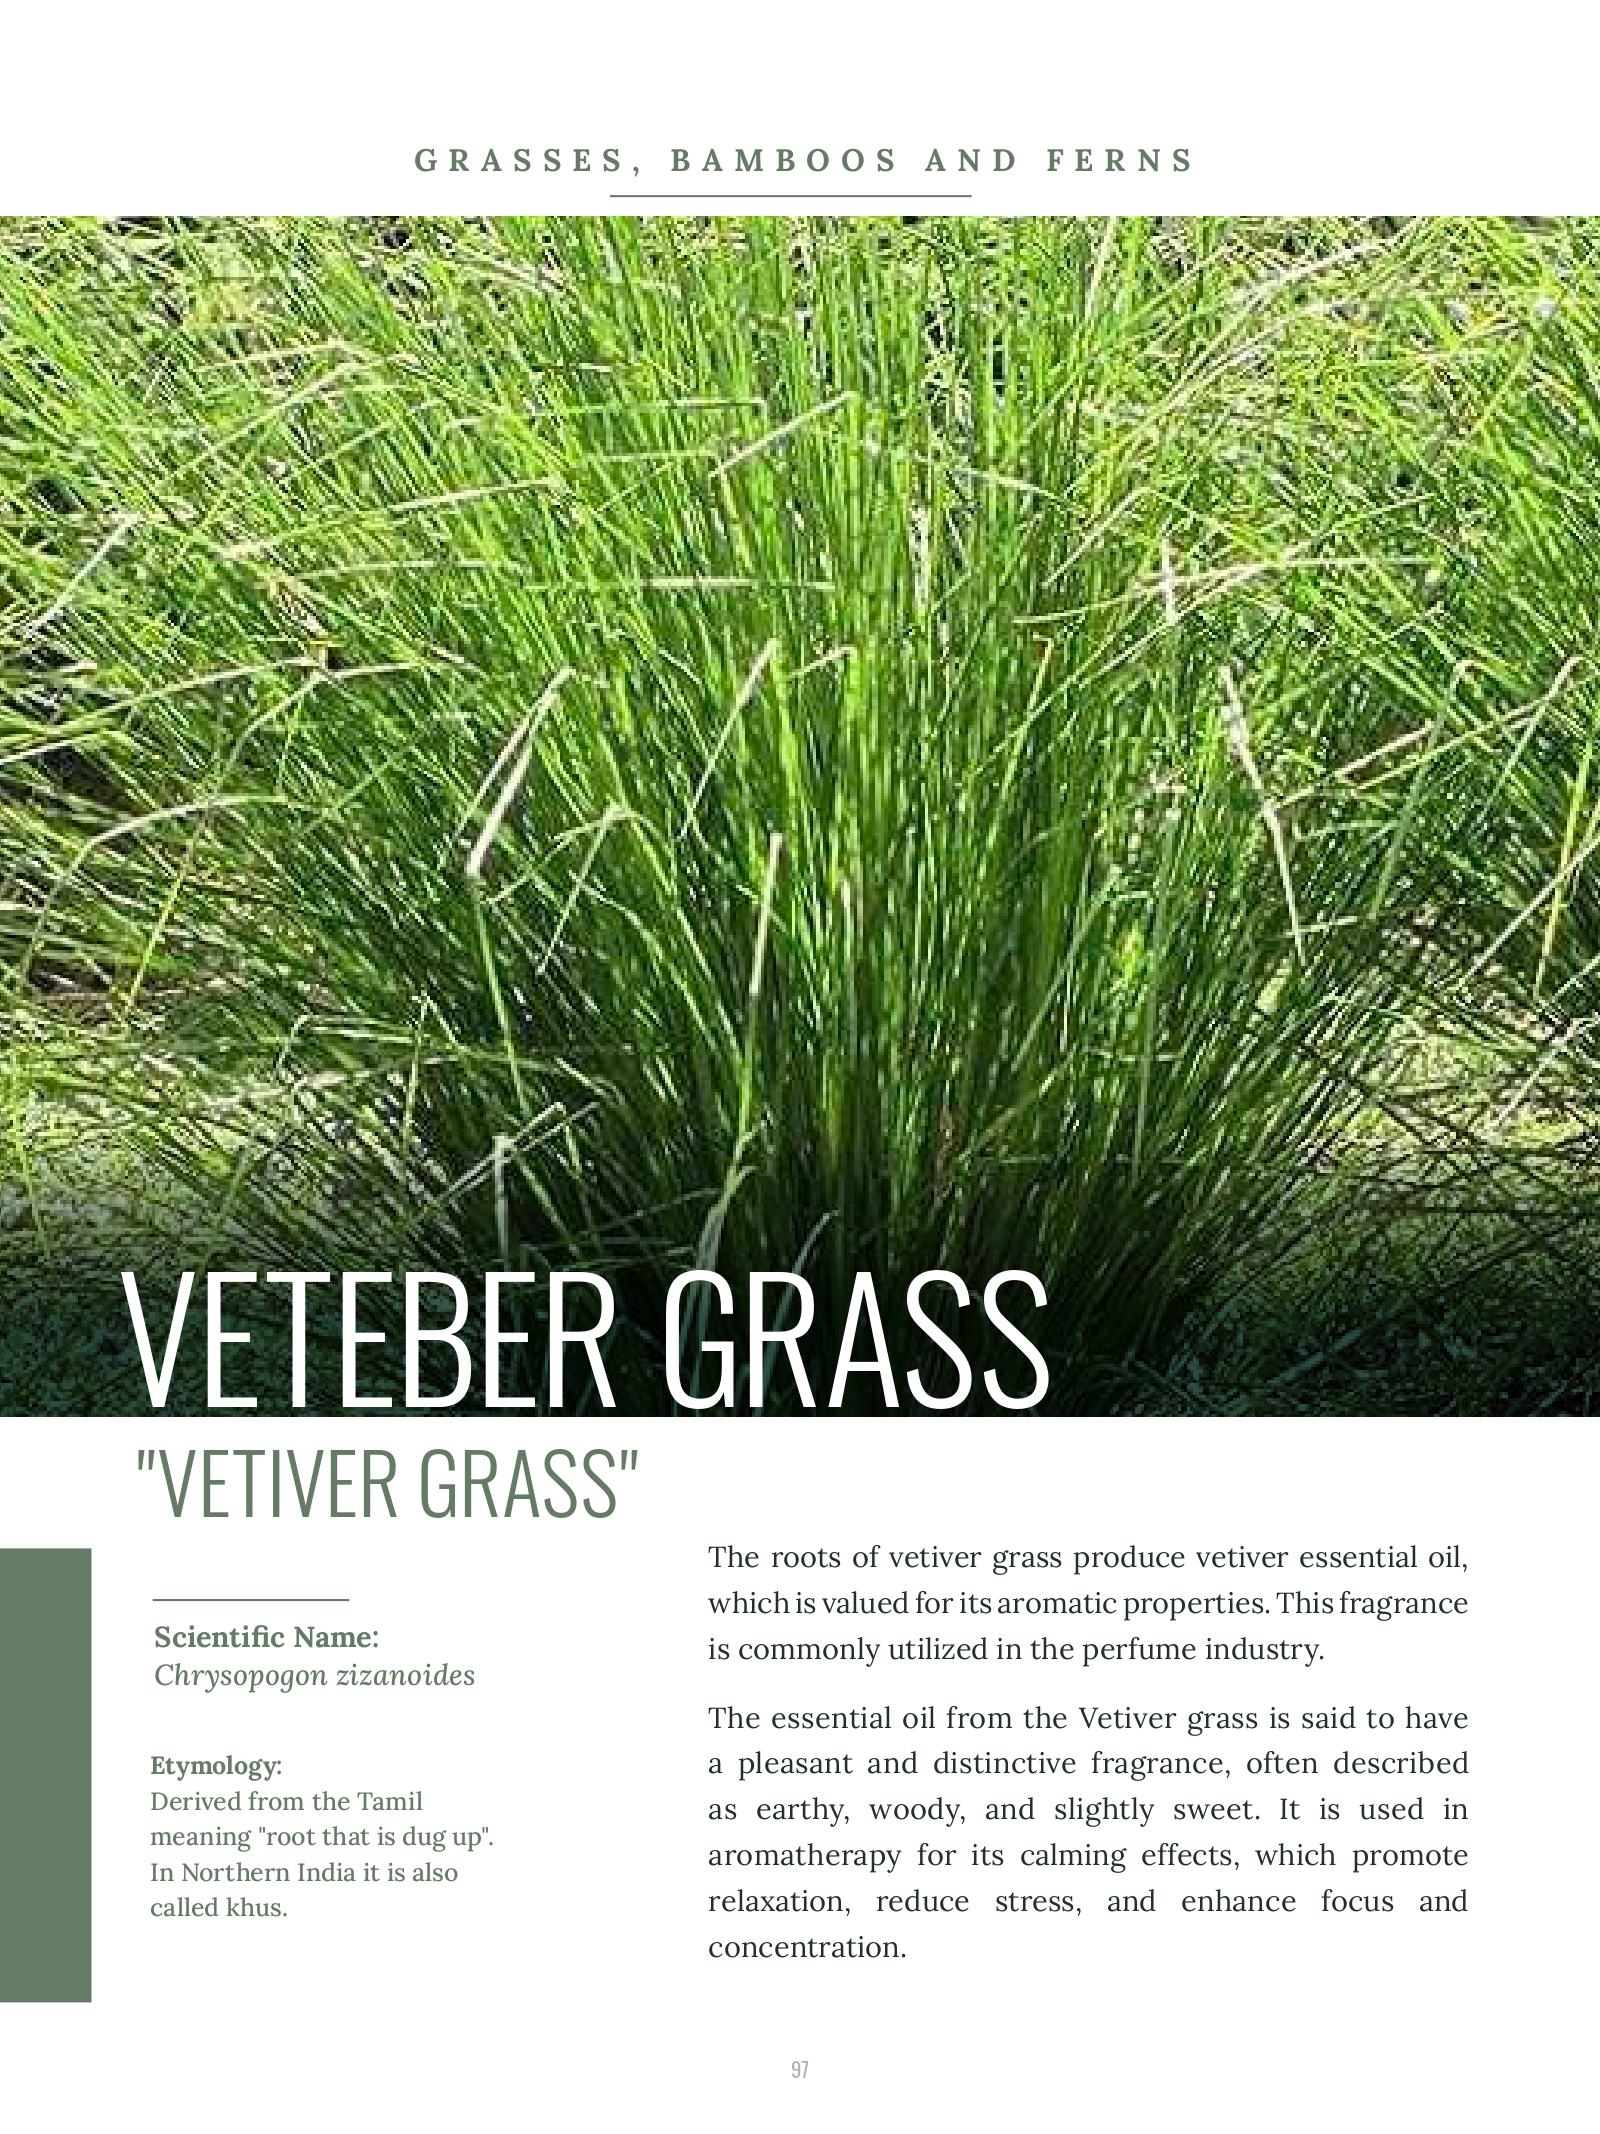 GRASSES, BAMBOOS AND FERNS
VETEBER GRASS
"VETIVER GRASS"
Scientific Name:
Chrysopogon zizanoides
Etymology:
Derived from the Tamil
meaning "root that is dug up".
In Northern India it is also
called khus.
The roots of vetiver grass produce vetiver essential oil,
which is valued for its aromatic properties. This fragrance
is commonly utilized in the perfume industry.
The essential oil from the Vetiver grass is said to have
a pleasant and distinctive fragrance, often described
as earthy, woody, and slightly sweet. It is used in
aromatherapy for its calming effects, which promote
relaxation, reduce stress, and enhance focus and
concentration.
97